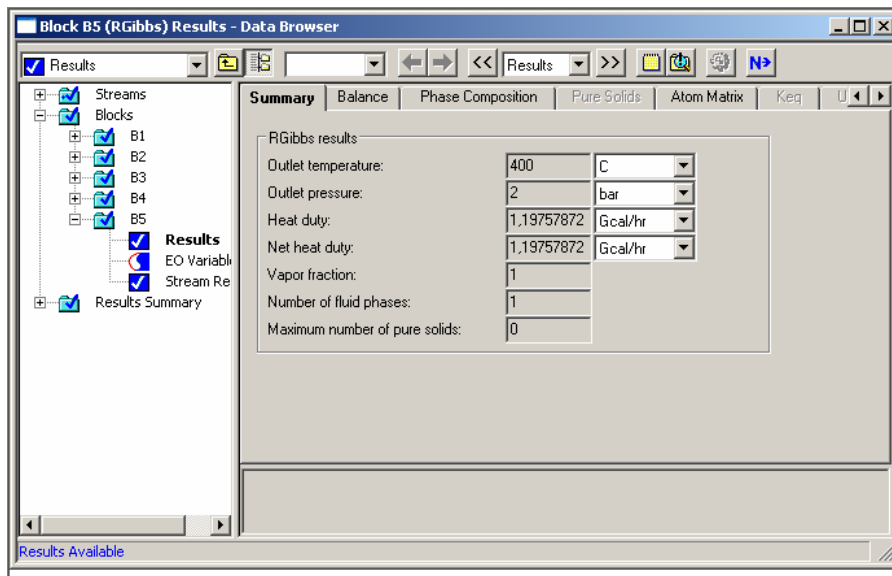 Block B5 (RGibbs) Results - Data Browser
Results
Results
N
Streams
Blocks
B1
B2
B3
B4
B5
Results
EO Variabl
Stream Re
Results Summary
Summary Balance Phase Composition Pure Solids Atom Matrix Keq U
RGibbs results
Outlet temperature: 400 C
Outlet pressure: 2 bar
Heat duty: 1,19757872 Gcal/hr
Net heat duty: 1,19757872 Gcal/hr
Vapor fraction: 1
Number of fluid phases: 1
Maximum number of pure solids: 0
Results Available